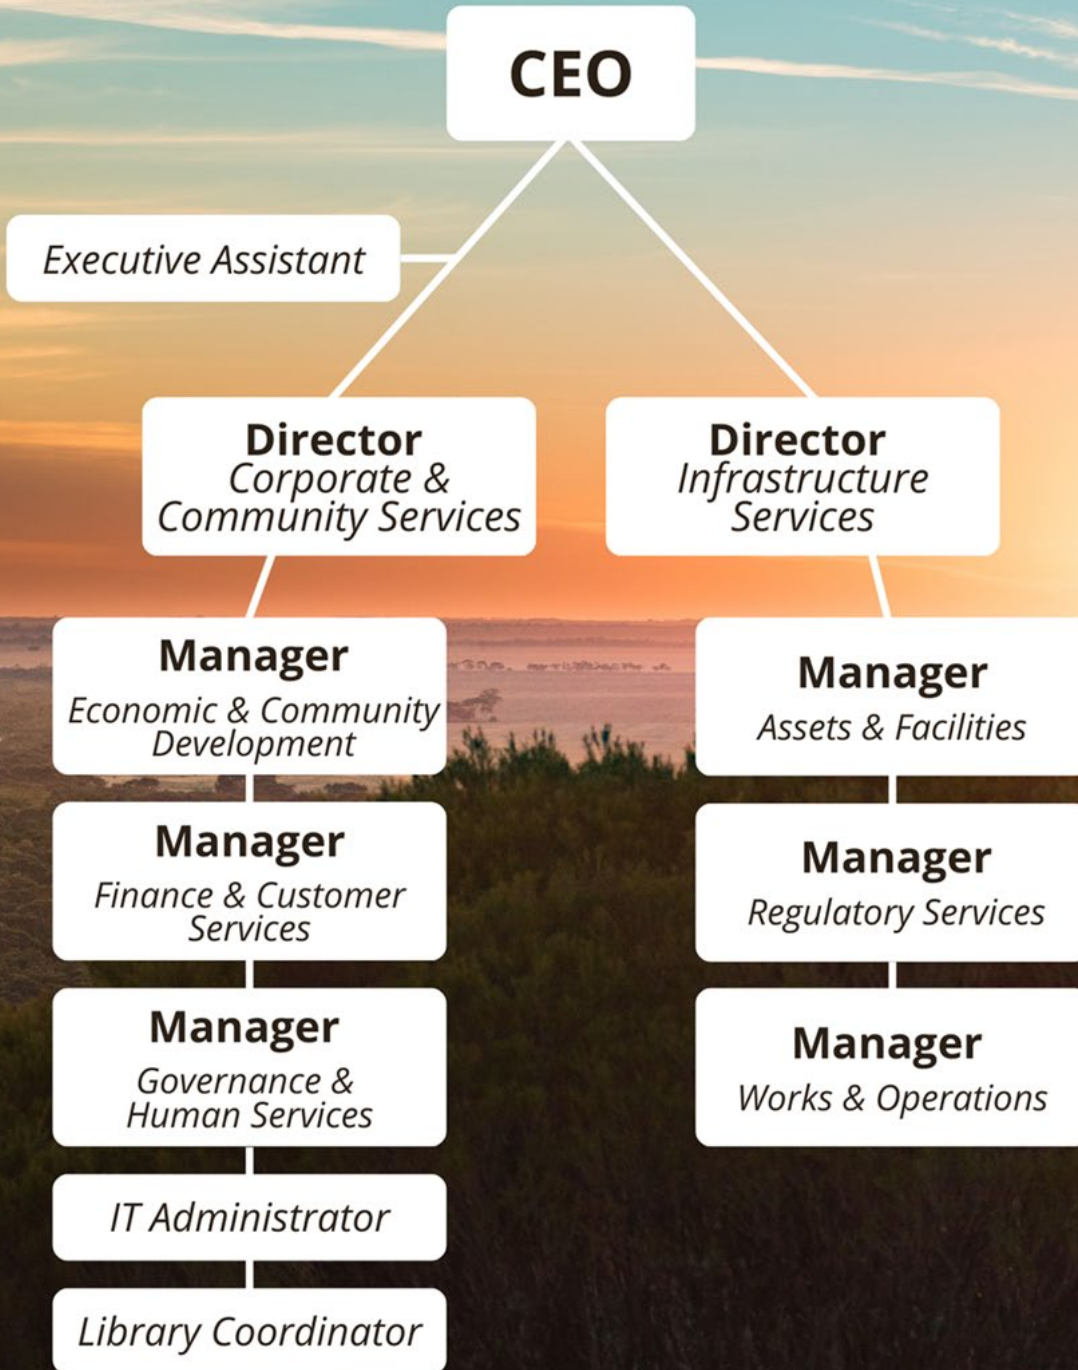 CEO
Executive Assistant
Director
Corporate &
Community Services
Director
Infrastructure
Services
Manager
Economic & Community
Development
Manager
Finance & Customer
Services
Manager
Governance &
Human Services
IT Administrator
Library Coordinator
Manager
Assets & Facilities
Manager
Regulatory Services
Manager
Works & Operations